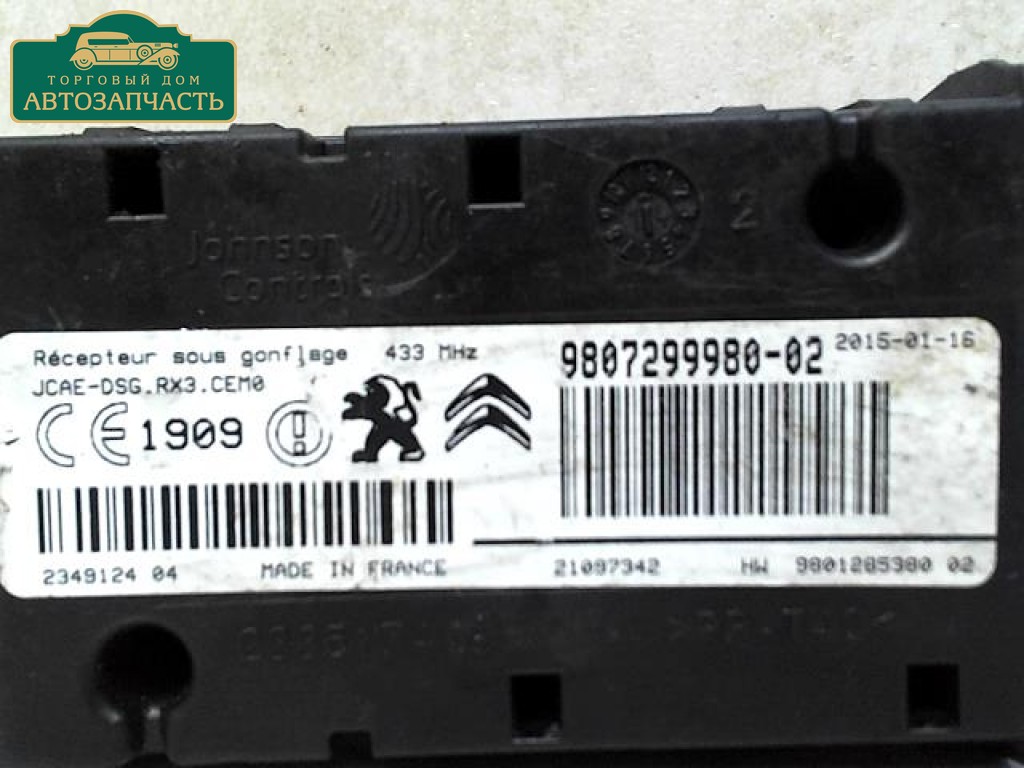 ТОРГОВЫЙ ДОМ
АВТОЗАПЧАСТЬ
2
Johnson
Controls
Récepteur sous gonflage 433 MHz
9807299980-02 2015-01-16
JCAE-DSG.RX3.CEM0
CE 1909
2349124 04 MADE IN FRANCE 21097342 HW 9801285380 02